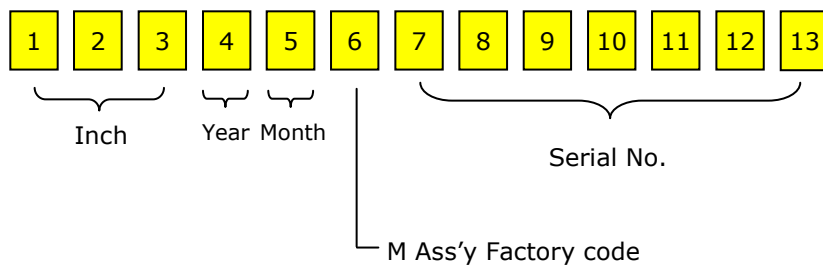 1 2 3 4 5 6 7 8 9 10 11 12 13
Inch Year Month
Serial No.
M Ass’y Factory code